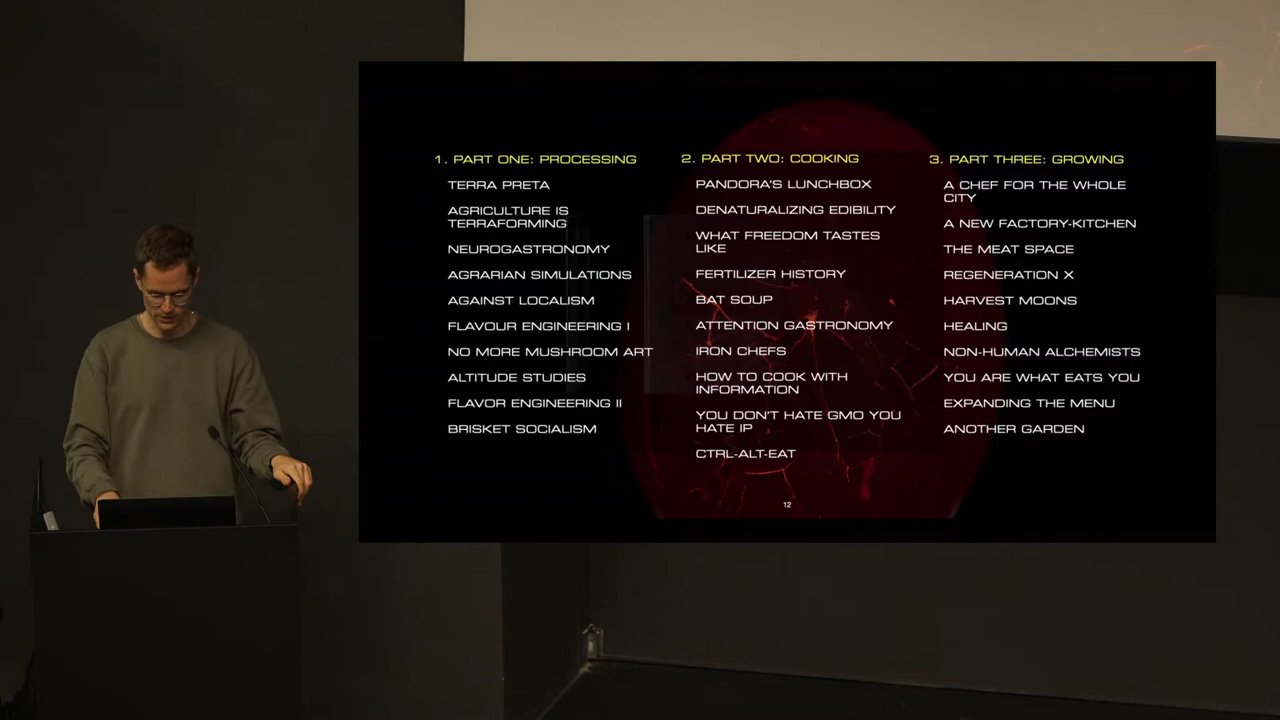 1. PART ONE: PROCESSING
TERRA PRETA
AGRICULTURE IS
TERRAFORMING
NEUROGASTRONOMY
AGRARIAN SIMULATIONS
AGAINST LOCALISM
FLAVOUR ENGINEERING I
NO MORE MUSHROOM ART
ALTITUDE STUDIES
FLAVOR ENGINEERING II
BRISKET SOCIALISM
2. PART TWO: COOKING
PANDORA'S LUNCHBOX
DENATURALIZING EDIBILITY
WHAT FREEDOM TASTES
LIKE
FERTILIZER HISTORY
BAT SOUP
ATTENTION GASTRONOMY
IRON CHEFS
HOW TO COOK WITH
INFORMATION
YOU DON'T HATE GMO YOU
HATE IP
CTRL-ALT-EAT
3. PART THREE: GROWING
A CHEF FOR THE WHOLE
CITY
A NEW FACTORY-KITCHEN
THE MEAT SPACE
REGENERATION X
HARVEST MOONS
HEALING
NON-HUMAN ALCHEMISTS
YOU ARE WHAT EATS YOU
EXPANDING THE MENU
ANOTHER GARDEN
12